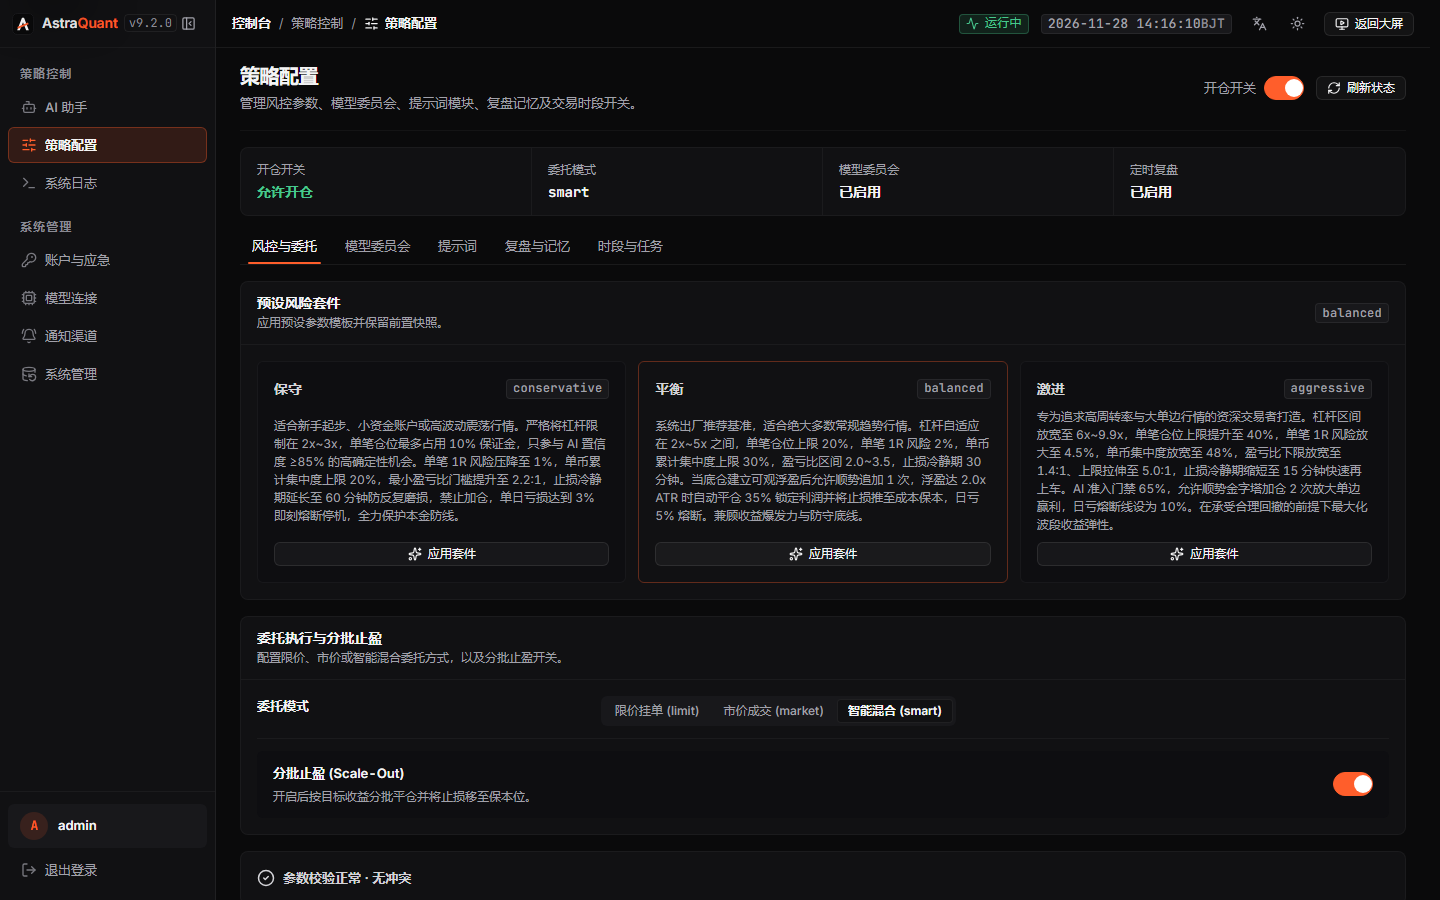 AstraQuant v9.2.0
控制台 / 策略控制 / 策略配置
运行中
2026-11-28 14:16:10BJT
返回大屏
策略控制
AI 助手
策略配置
系统日志
系统管理
账户与应急
模型连接
通知渠道
系统管理
A admin
退出登录
策略配置
管理风控参数、模型委员会、提示词模块、复盘记忆及交易时段开关。
开仓开关
刷新状态
开仓开关
允许开仓
委托模式
smart
模型委员会
已启用
定时复盘
已启用
风控与委托 模型委员会 提示词 复盘与记忆 时段与任务
预设风险套件
应用预设参数模板并保留前置快照。
balanced
保守 conservative
适合新手起步、小资金账户或高波动震荡行情。严格将杠杆限
制在 2x~3x，单笔仓位最多占用 10% 保证金，只参与 AI 置信
度 ≥85% 的高确定性机会。单笔 1R 风险压降至 1%，单币累
计集中度上限 20%，最小盈亏比门槛提升至 2.2:1，止损冷静
期延长至 60 分钟防反复磨损，禁止加仓，单日亏损达到 3%
即刻熔断停机，全力保护本金防线。
应用套件
平衡 balanced
系统出厂推荐基准，适合绝大多数常规趋势行情。杠杆自适应
在 2x~5x 之间，单笔仓位上限 20%，单笔 1R 风险 2%，单币
累计集中度上限 30%，盈亏比区间 2.0~3.5，止损冷静期 30
分钟。当底仓建立可观浮盈后允许顺势追加 1 次，浮盈达 2.0x
ATR 时自动平仓 35% 锁定利润并将止损推至成本保本，日亏
5% 熔断。兼顾收益爆发力与防守底线。
应用套件
激进 aggressive
专为追求高周转率与大单边行情的资深交易者打造。杠杆区间
放宽至 6x~9.9x，单笔仓位上限提升至 40%，单笔 1R 风险放
大至 4.5%，单币集中度放宽至 48%，盈亏比下限放宽至
1.4:1、上限拉伸至 5.0:1，止损冷静期缩短至 15 分钟快速再
上车。AI 准入门禁 65%，允许顺势金字塔加仓 2 次放大单边
赢利，日亏熔断线设为 10%。在承受合理回撤的前提下最大化
波段收益弹性。
应用套件
委托执行与分批止盈
配置限价、市价或智能混合委托方式，以及分批止盈开关。
委托模式
限价挂单 (limit) 市价成交 (market) 智能混合 (smart)
分批止盈 (Scale-Out)
开启后按目标收益分批平仓并将止损移至保本位。
参数校验正常 · 无冲突